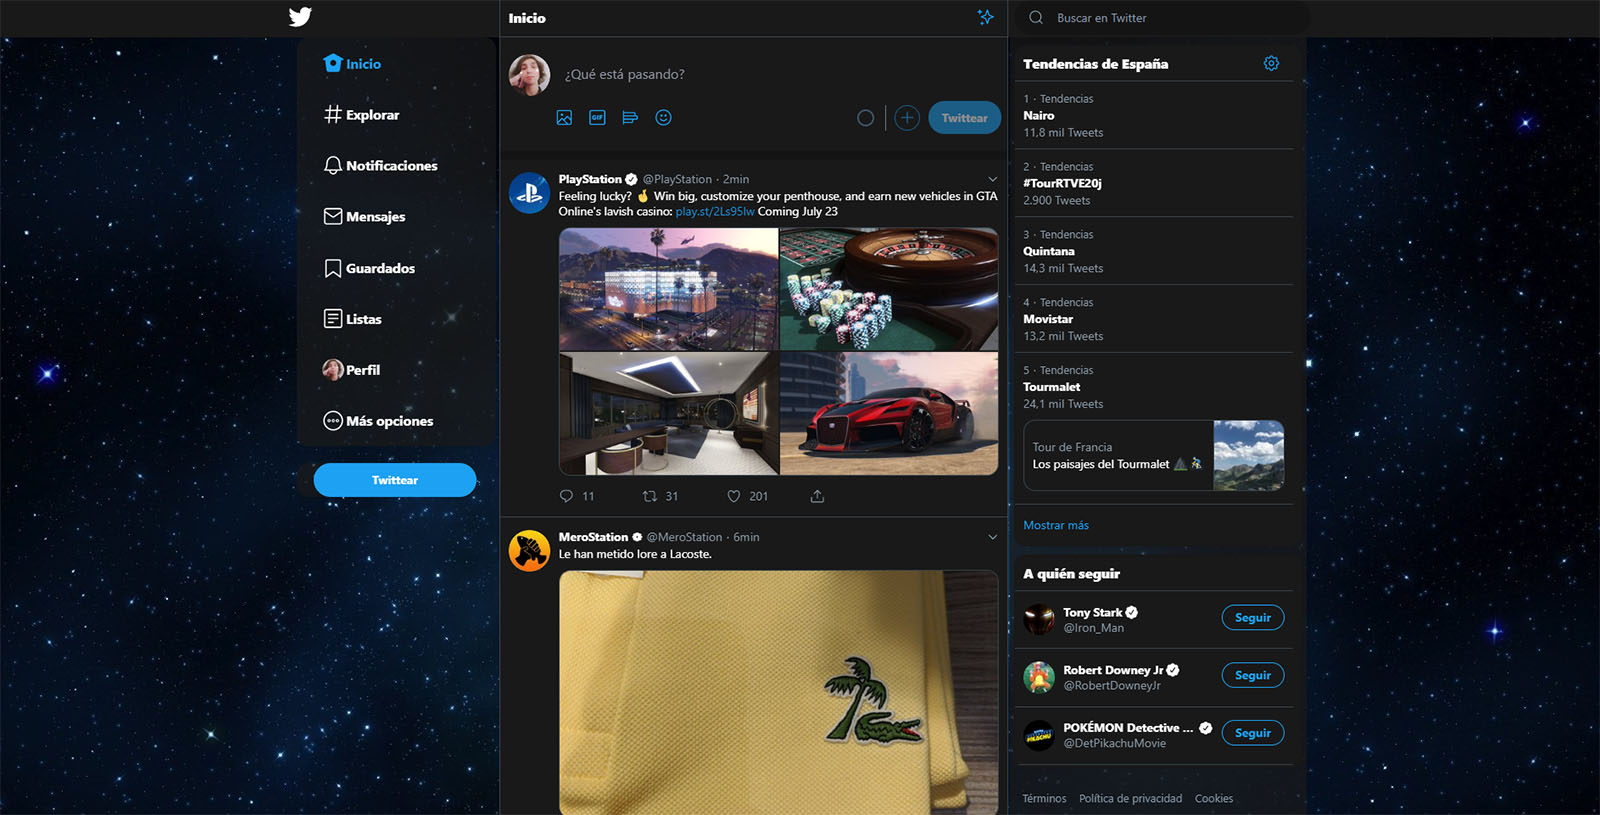 Inicio
Explorar
Notificaciones
Mensajes
Guardados
Listas
Perfil
Más opciones
Twittear
Inicio
¿Qué está pasando?
GIF
Twittear
PlayStation @PlayStation · 2min
Feeling lucky? 🤞 Win big, customize your penthouse, and earn new vehicles in GTA
Online's lavish casino: play.st/2Ls95lw Coming July 23
11 31 201
MeroStation @MeroStation · 6min
Le han metido lore a Lacoste.
Buscar en Twitter
Tendencias de España
1 · Tendencias
Nairo
11,8 mil Tweets
2 · Tendencias
#TourRTVE20j
2.900 Tweets
3 · Tendencias
Quintana
14,3 mil Tweets
4 · Tendencias
Movistar
13,2 mil Tweets
5 · Tendencias
Tourmalet
24,1 mil Tweets
Tour de Francia
Los paisajes del Tourmalet ⛰️ 🚴
Mostrar más
A quién seguir
Tony Stark
@Iron_Man
Seguir
Robert Downey Jr
@RobertDowneyJr
Seguir
POKÉMON Detective ...
@DetPikachuMovie
Seguir
Términos Política de privacidad Cookies